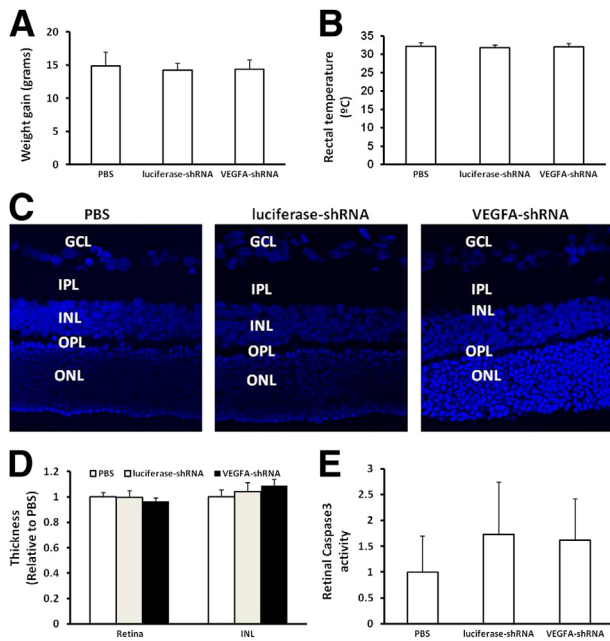 A
Weight gain (grams)
20
15
10
5
0
PBS
luciferase-shRNA
VEGFA-shRNA
B
Rectal temperature
(ºC)
35
30
25
20
15
10
5
0
PBS
luciferase-shRNA
VEGFA-shRNA
C
PBS
luciferase-shRNA
VEGFA-shRNA
GCL
IPL
INL
OPL
ONL
GCL
IPL
INL
OPL
ONL
GCL
IPL
INL
OPL
ONL
D
Thickness
(Relative to PBS)
PBS
luciferase-shRNA
VEGFA-shRNA
1.2
1
0.8
0.6
0.4
0.2
0
Retina
INL
E
Retinal Caspase3
activity
3
2.5
2
1.5
1
0.5
0
PBS
luciferase-shRNA
VEGFA-shRNA